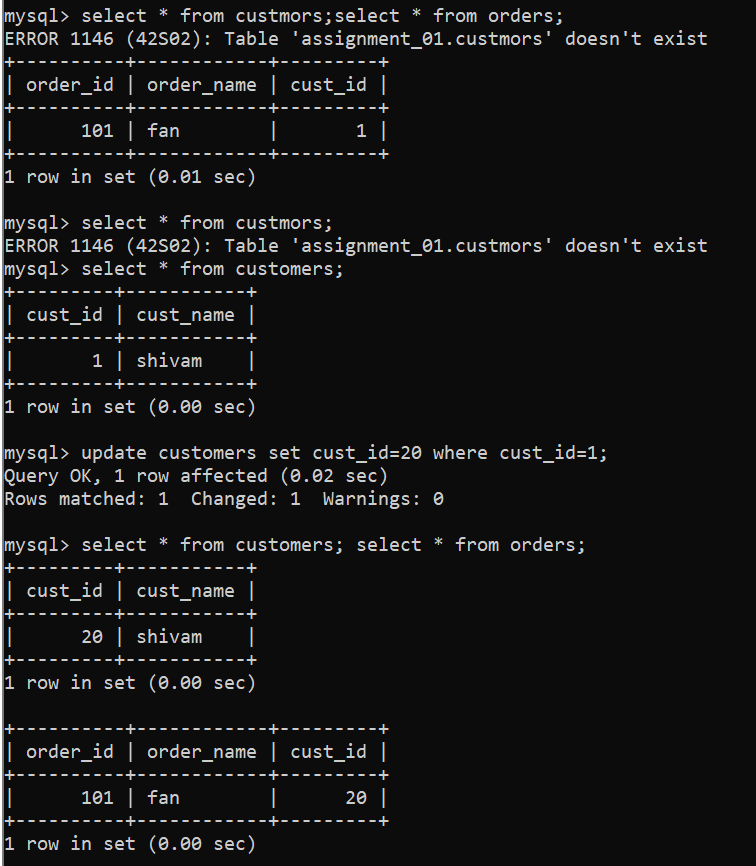 mysql> select * from custmors;select * from orders;
ERROR 1146 (42S02): Table 'assignment_01.custmors' doesn't exist
+----------+------------+---------+
| order_id | order_name | cust_id |
+----------+------------+---------+
|      101 | fan        |       1 |
+----------+------------+---------+
1 row in set (0.01 sec)

mysql> select * from custmors;
ERROR 1146 (42S02): Table 'assignment_01.custmors' doesn't exist
mysql> select * from customers;
+---------+-----------+
| cust_id | cust_name |
+---------+-----------+
|       1 | shivam    |
+---------+-----------+
1 row in set (0.00 sec)

mysql> update customers set cust_id=20 where cust_id=1;
Query OK, 1 row affected (0.02 sec)
Rows matched: 1  Changed: 1  Warnings: 0

mysql> select * from customers; select * from orders;
+---------+-----------+
| cust_id | cust_name |
+---------+-----------+
|      20 | shivam    |
+---------+-----------+
1 row in set (0.00 sec)

+----------+------------+---------+
| order_id | order_name | cust_id |
+----------+------------+---------+
|      101 | fan        |      20 |
+----------+------------+---------+
1 row in set (0.00 sec)